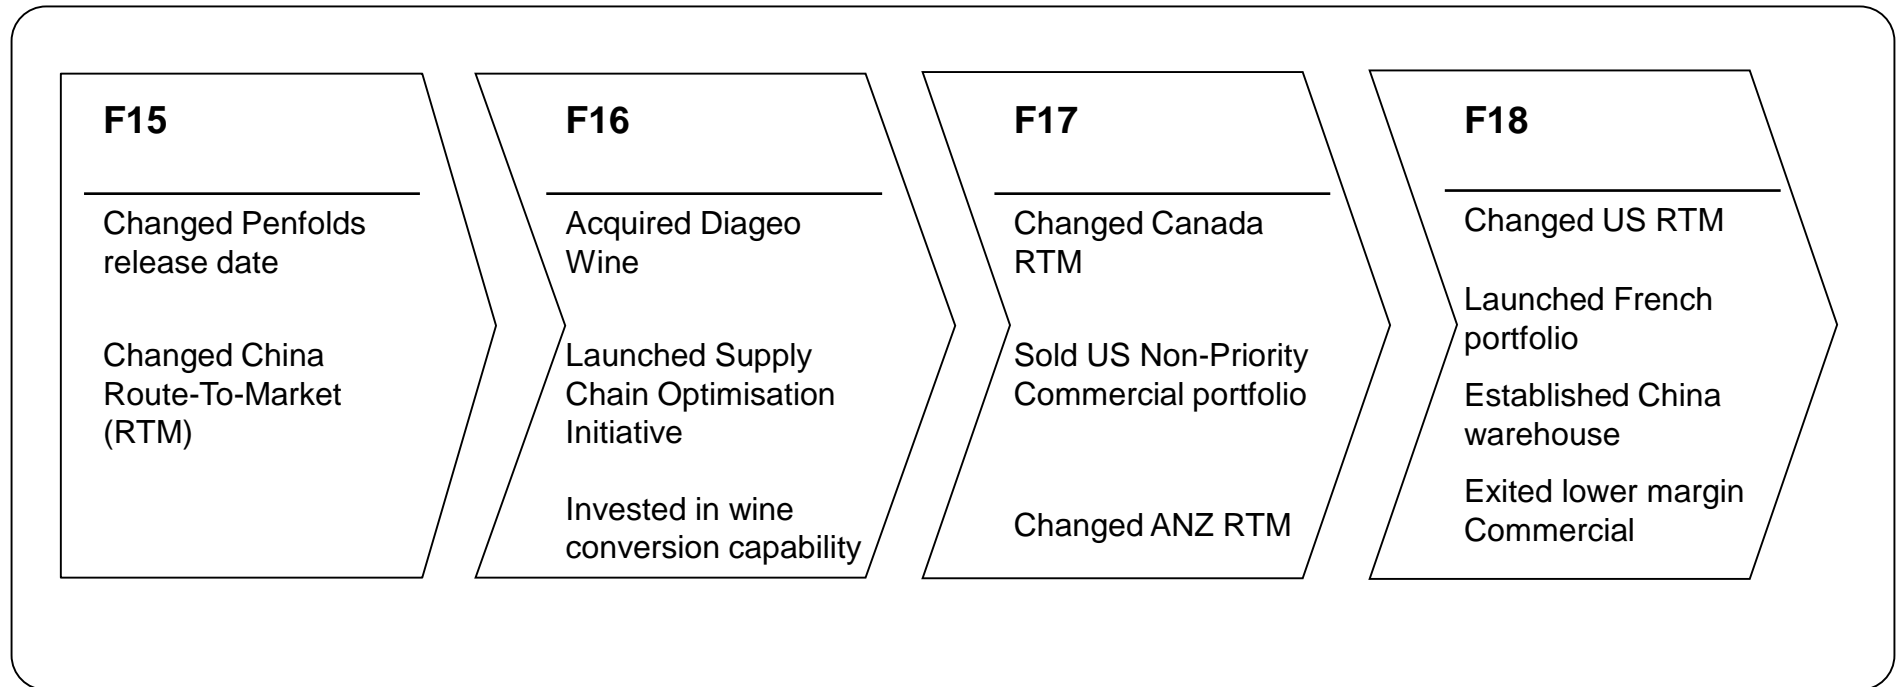 F15
Changed Penfolds
release date
Changed China
Route-To-Market
(RTM)
F16
Acquired Diageo
Wine
Launched Supply
Chain Optimisation
Initiative
Invested in wine
conversion capability
F17
Changed Canada
RTM
Sold US Non-Priority
Commercial portfolio
Changed ANZ RTM
F18
Changed US RTM
Launched French
portfolio
Established China
warehouse
Exited lower margin
Commercial